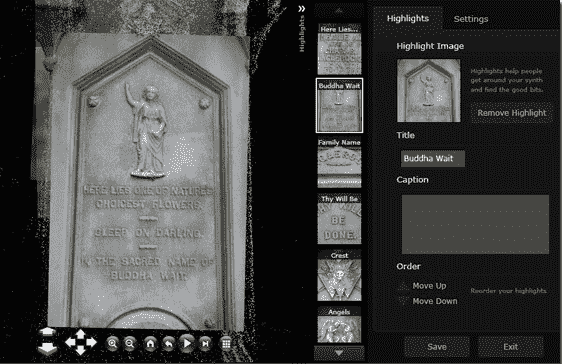 HERE LIES ONE OF NATURES
CHOICEST FLOWERS.
SLEEP ON DARLING.
IN THE SACRED NAME OF
BUDDHA WAIT.
Highlights
Here Lies...
Buddha Wait
Family Name
Thy Will Be
BE
DONE.
Crest
Angels
Highlights
Settings
Highlight Image
Highlights help people
get around your synth
and find the good bits.
Remove Highlight
Title
Buddha Wait
Caption
Order
Move Up
Move Down
Reorder your highlights.
Save
Exit